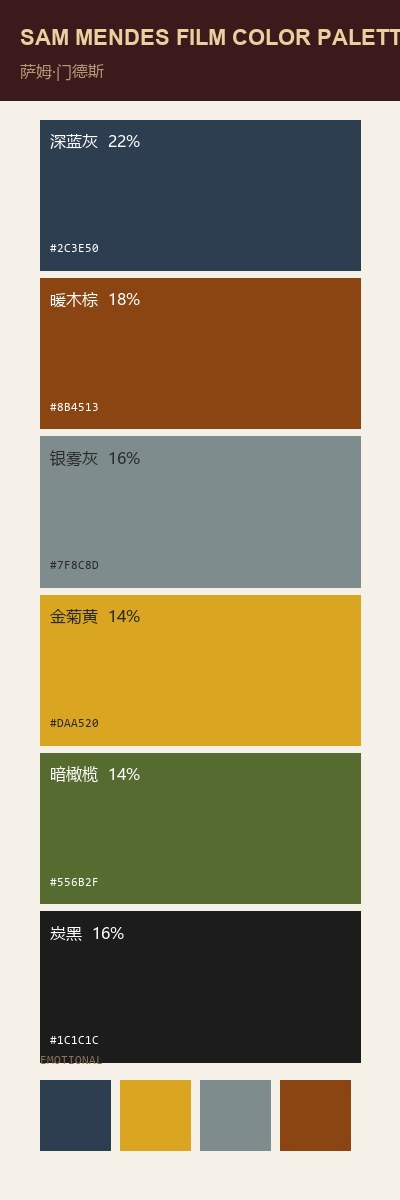 SAM MENDES FILM COLOR PALETT
萨姆·门德斯
深蓝灰 22%
#2C3E50
暖木棕 18%
#8B4513
银雾灰 16%
#7F8C8D
金菊黄 14%
#DAA520
暗橄榄 14%
#556B2F
炭黑 16%
#1C1C1C
EMOTIONAL